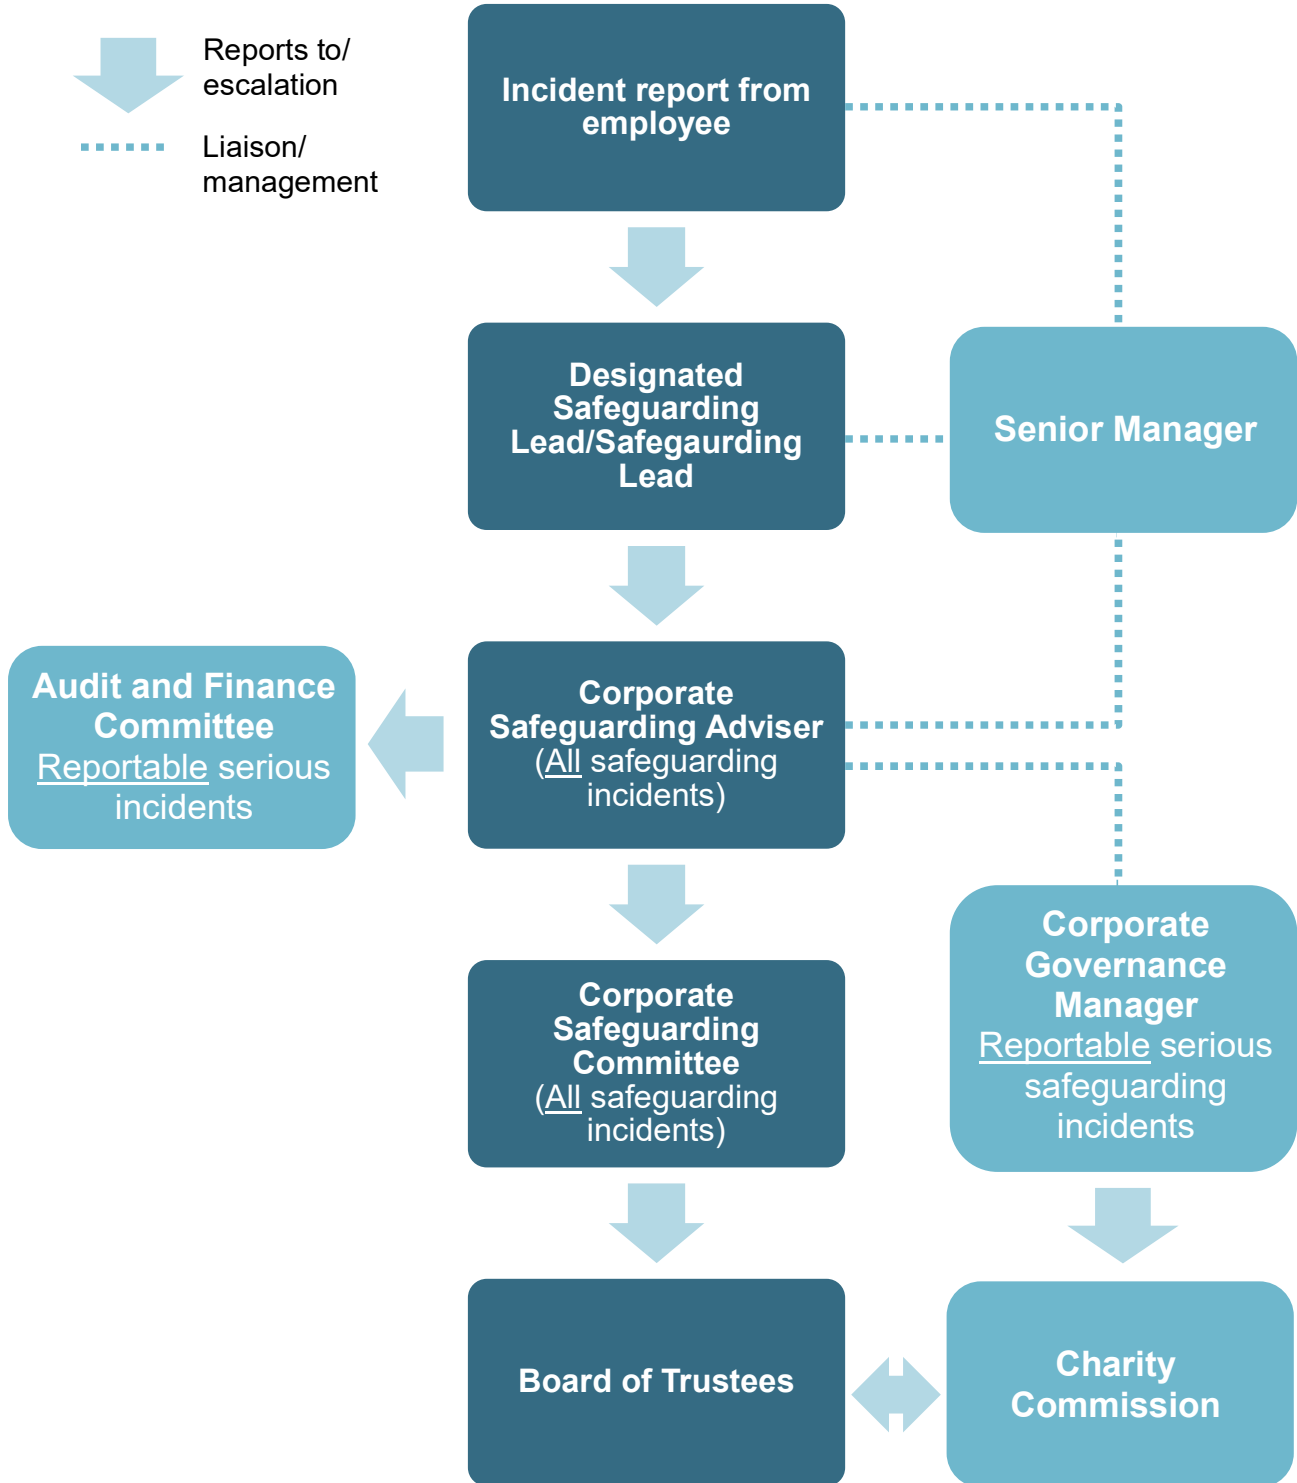 Reports to/
escalation
Liaison/
management
Incident report from
employee
Designated
Safeguarding
Lead/Safegaurding
Lead
Senior Manager
Audit and Finance
Committee
Reportable serious
incidents
Corporate
Safeguarding Adviser
(All safeguarding
incidents)
Corporate
Safeguarding
Committee
(All safeguarding
incidents)
Corporate
Governance
Manager
Reportable serious
safeguarding
incidents
Board of Trustees
Charity
Commission